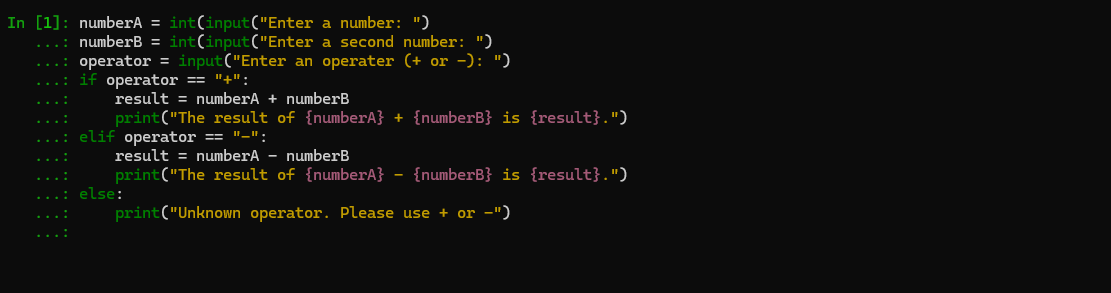 In [1]: numberA = int(input("Enter a number: ")
   ...: numberB = int(input("Enter a second number: ")
   ...: operator = input("Enter an operater (+ or -): ")
   ...: if operator == "+":
   ...:     result = numberA + numberB
   ...:     print("The result of {numberA} + {numberB} is {result}.")
   ...: elif operator == "-":
   ...:     result = numberA - numberB
   ...:     print("The result of {numberA} - {numberB} is {result}.")
   ...: else:
   ...:     print("Unknown operator. Please use + or -")
   ...: